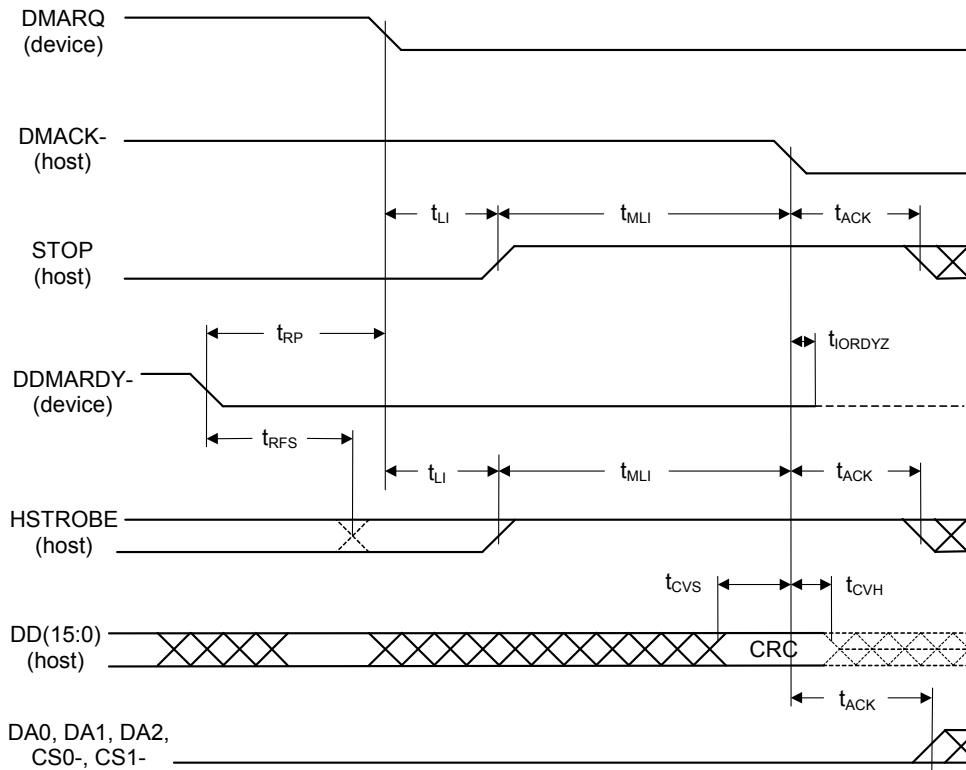 DMARQ
(device)
DMACK-
(host)
tLI
tMLI
tACK
STOP
(host)
tRP
tIORDYZ
DDMARDY-
(device)
tRFS
tLI
tMLI
tACK
HSTROBE
(host)
tCVS
tCVH
DD(15:0)
(host)
CRC
tACK
DA0, DA1, DA2,
CS0-, CS1-